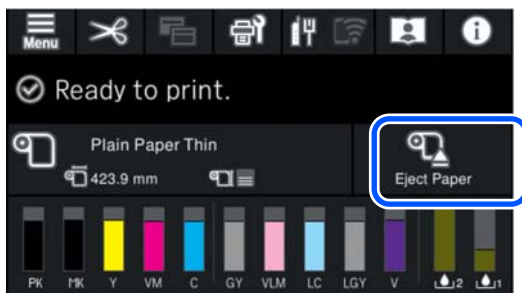 Menu
i
Ready to print.
Plain Paper Thin
423.9 mm
Eject Paper
PK MK Y VM C GY VLM LC LGY V 2 1